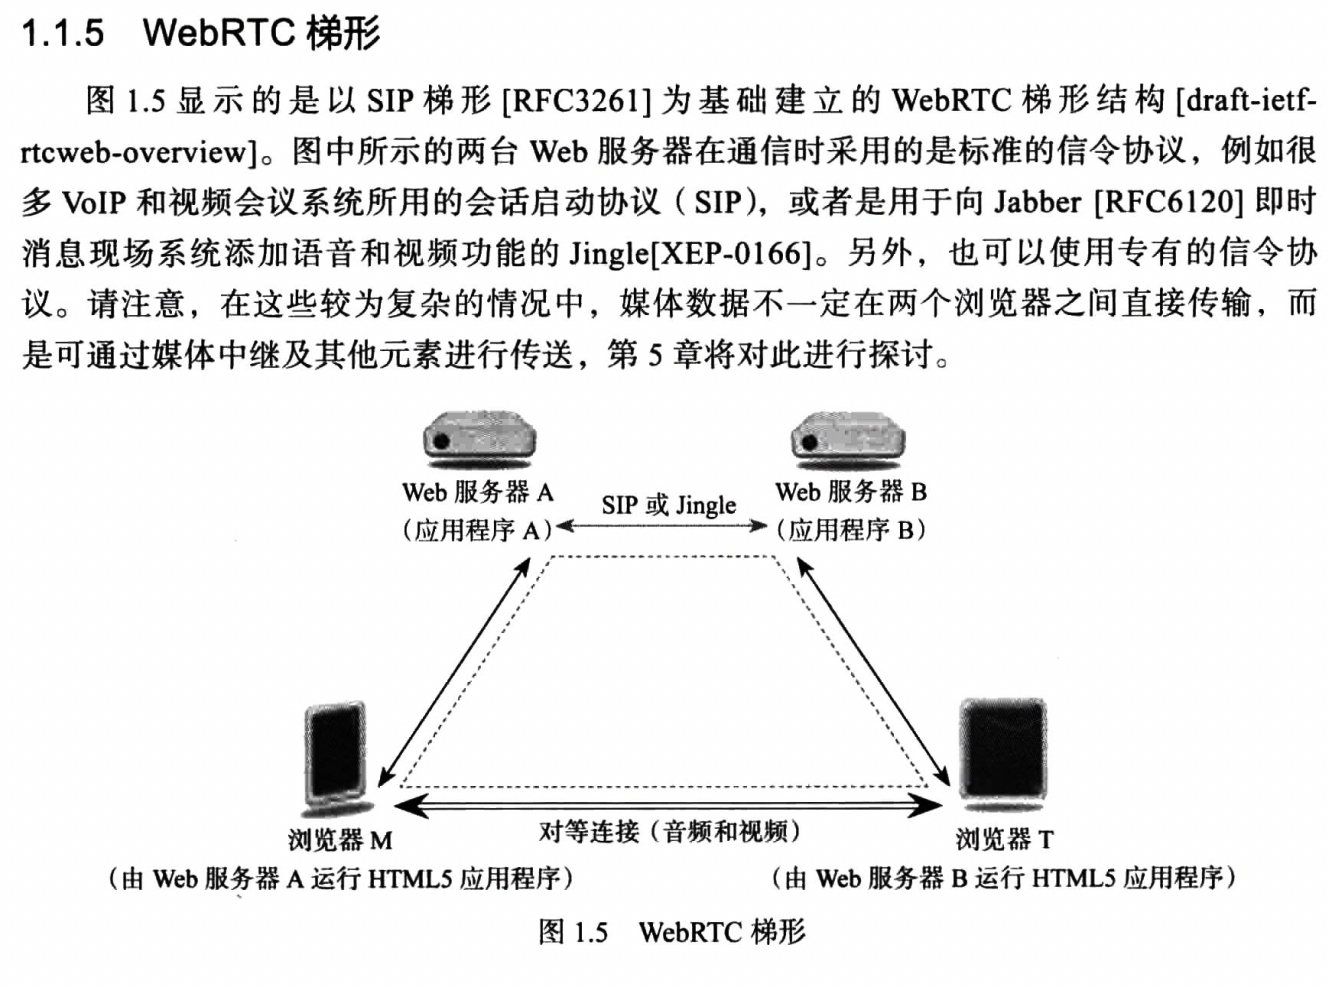 1.1.5 WebRTC 梯形
图 1.5 显示的是以 SIP 梯形 [RFC3261] 为基础建立的 WebRTC 梯形结构 [draft-ietf-
rtcweb-overview]。图中所示的两台 Web 服务器在通信时采用的是标准的信令协议，例如很
多 VoIP 和视频会议系统所用的会话启动协议（SIP），或者是用于向 Jabber [RFC6120] 即时
消息现场系统添加语音和视频功能的 Jingle[XEP-0166]。另外，也可以使用专有的信令协
议。请注意，在这些较为复杂的情况中，媒体数据不一定在两个浏览器之间直接传输，而
是可通过媒体中继及其他元素进行传送，第 5 章将对此进行探讨。
Web 服务器 A
（应用程序 A）
SIP 或 Jingle
Web 服务器 B
（应用程序 B）
浏览器 M
（由 Web 服务器 A 运行 HTML5 应用程序）
对等连接（音频和视频）
浏览器 T
（由 Web 服务器 B 运行 HTML5 应用程序）
图 1.5 WebRTC 梯形